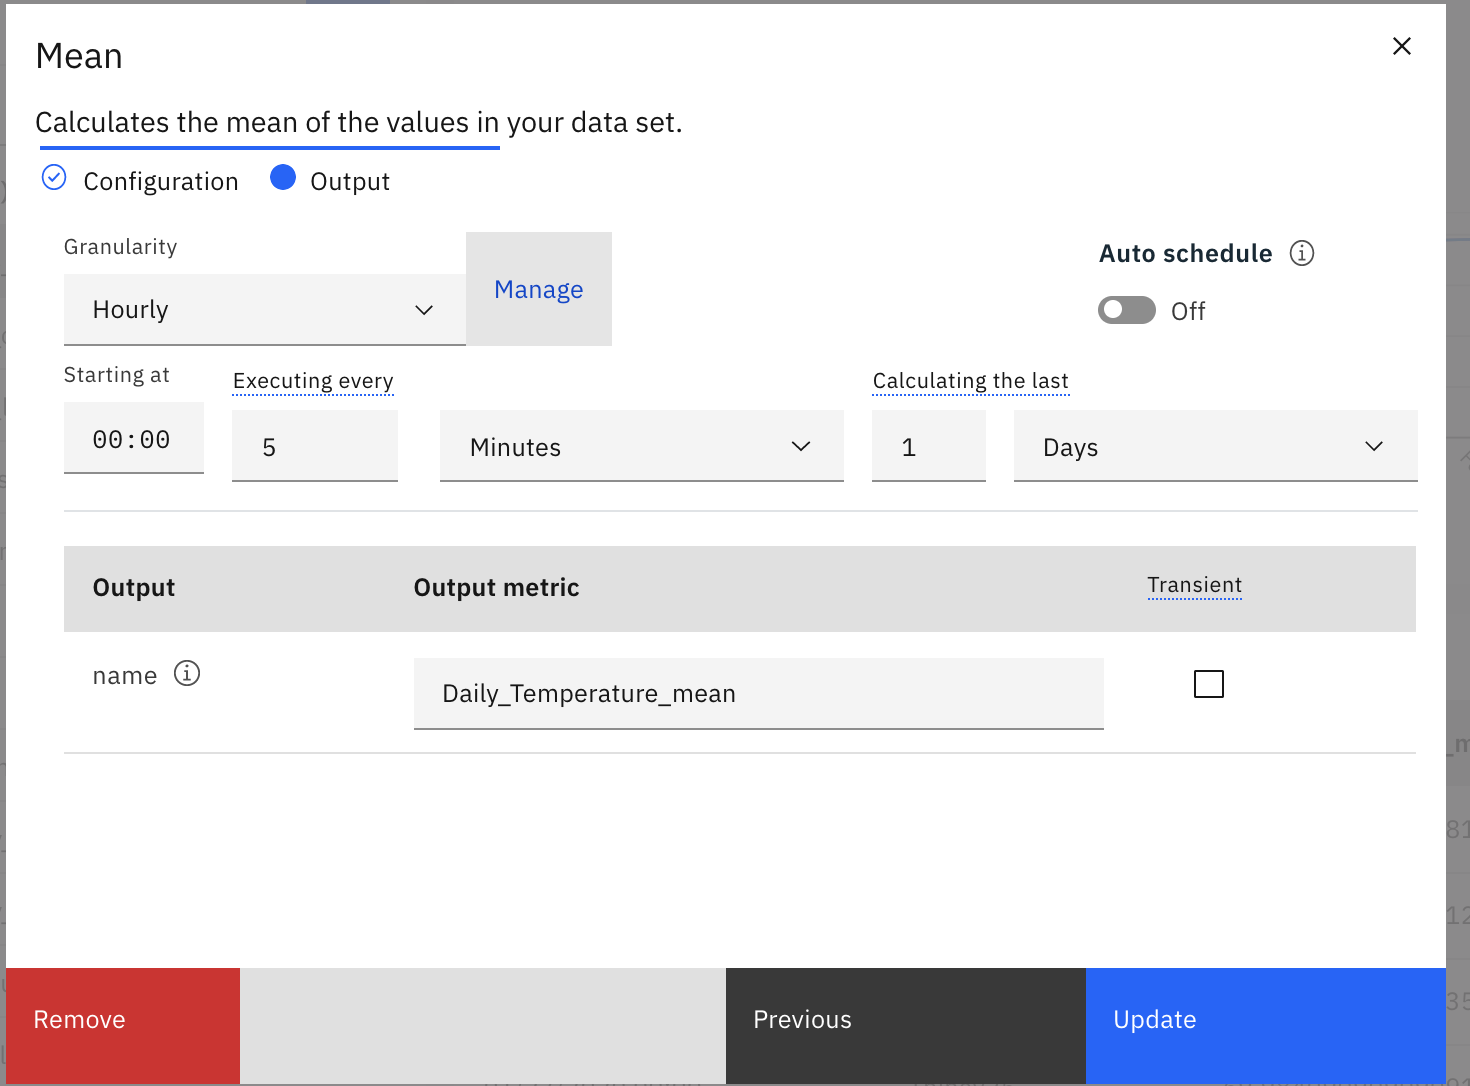 Mean
Calculates the mean of the values in your data set.
Configuration Output
Granularity
Hourly
Manage
Auto schedule
Off
Starting at
00:00
Executing every
5
Minutes
Calculating the last
1
Days
Output Output metric Transient
name
Daily_Temperature_mean
Remove
Previous
Update